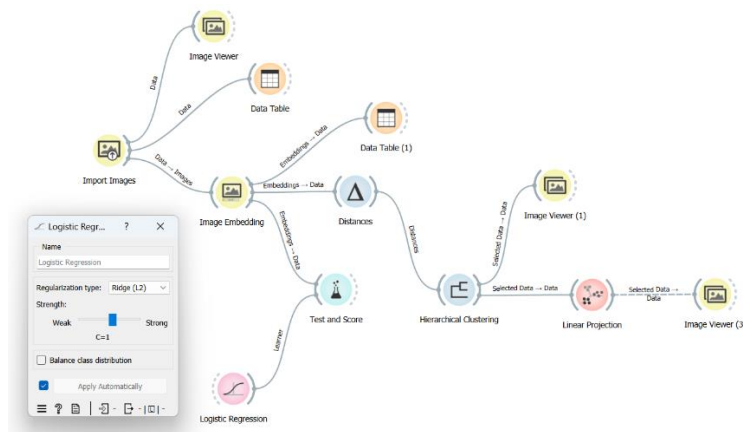 Image Viewer
Data
Data
Data Table
Import Images
Data → Images
Embeddings → Data
Data Table (1)
Image Embedding
Embeddings → Data
Distances
Embeddings → Data
Distances
Selected Data → Data
Image Viewer (1)
Test and Score
Hierarchical Clustering
Selected Data → Data
Linear Projection
Selected Data →
Data
Image Viewer (3
Learner
Logistic Regression
Logistic Regr... ? ×
Name
Logistic Regression
Regularization type: Ridge (L2)
Strength:
Weak Strong
C=1
Balance class distribution
Apply Automatically